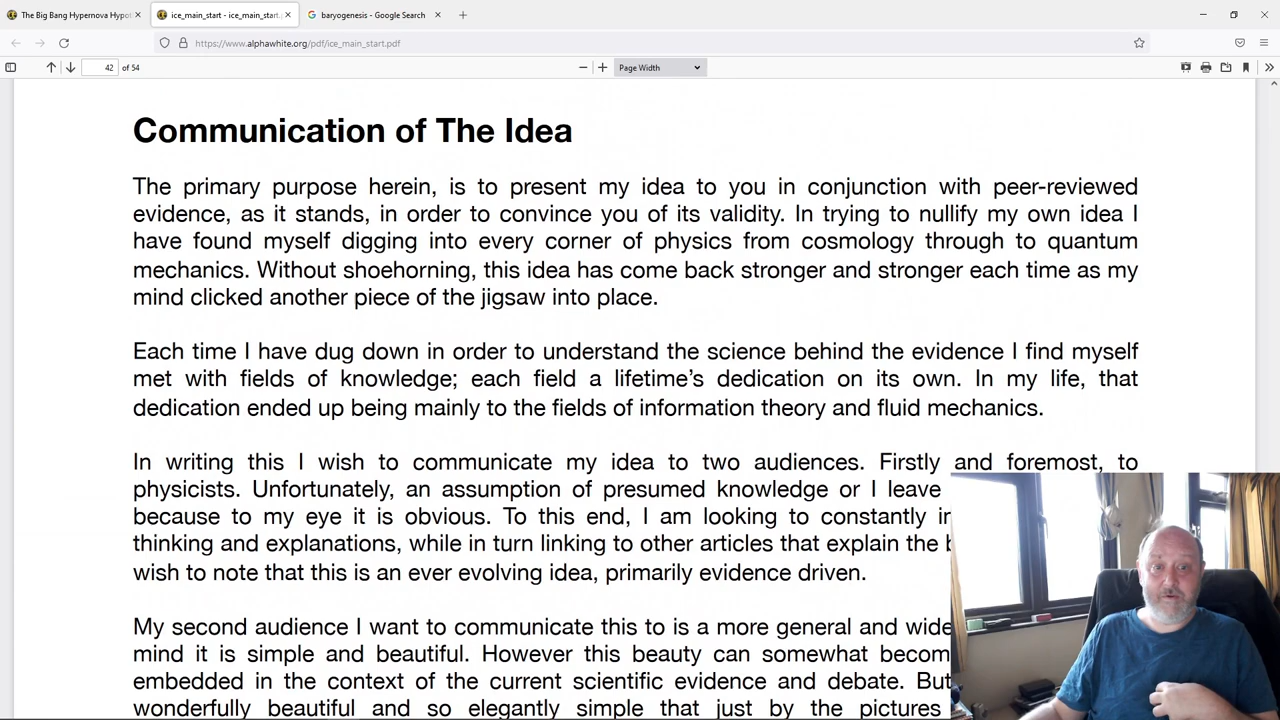 The Big Bang Hypernova Hypot
ice_main_start - ice_main_start.
baryogenesis - Google Search
https://www.alphawhite.org/pdf/ice_main_start.pdf
42 of 54
Page Width
Communication of The Idea
The primary purpose herein, is to present my idea to you in conjunction with peer-reviewed
evidence, as it stands, in order to convince you of its validity. In trying to nullify my own idea I
have found myself digging into every corner of physics from cosmology through to quantum
mechanics. Without shoehorning, this idea has come back stronger and stronger each time as my
mind clicked another piece of the jigsaw into place.
Each time I have dug down in order to understand the science behind the evidence I find myself
met with fields of knowledge; each field a lifetime's dedication on its own. In my life, that
dedication ended up being mainly to the fields of information theory and fluid mechanics.
In writing this I wish to communicate my idea to two audiences. Firstly and foremost, to
physicists. Unfortunately, an assumption of presumed knowledge or I leave
because to my eye it is obvious. To this end, I am looking to constantly
thinking and explanations, while in turn linking to other articles that explain the
wish to note that this is an ever evolving idea, primarily evidence driven.
My second audience I want to communicate this to is a more general and wide
mind it is simple and beautiful. However this beauty can somewhat becom
embedded in the context of the current scientific evidence and debate. But
wonderfully beautiful and so elegantly simple that just by the pictures